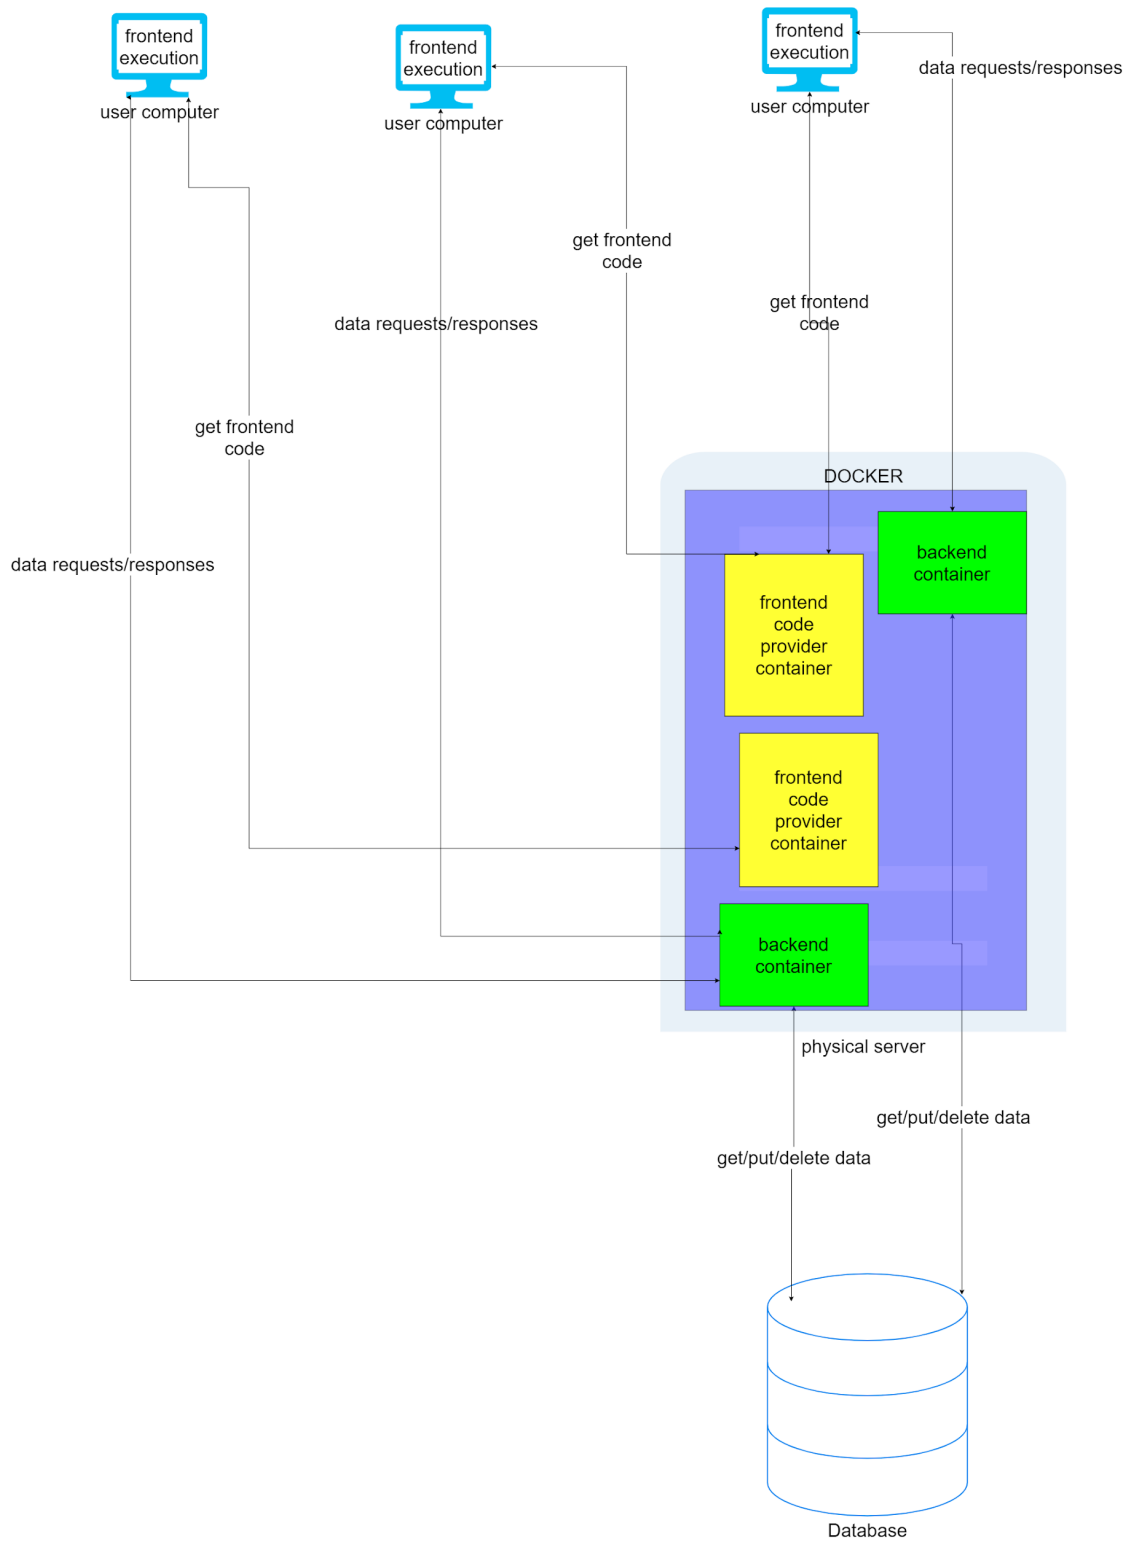 frontend
execution
user computer
frontend
execution
user computer
frontend
execution
user computer
data requests/responses
get frontend
code
get frontend
code
data requests/responses
get frontend
code
data requests/responses
DOCKER
backend
container
frontend
code
provider
container
frontend
code
provider
container
backend
container
physical server
get/put/delete data
get/put/delete data
Database